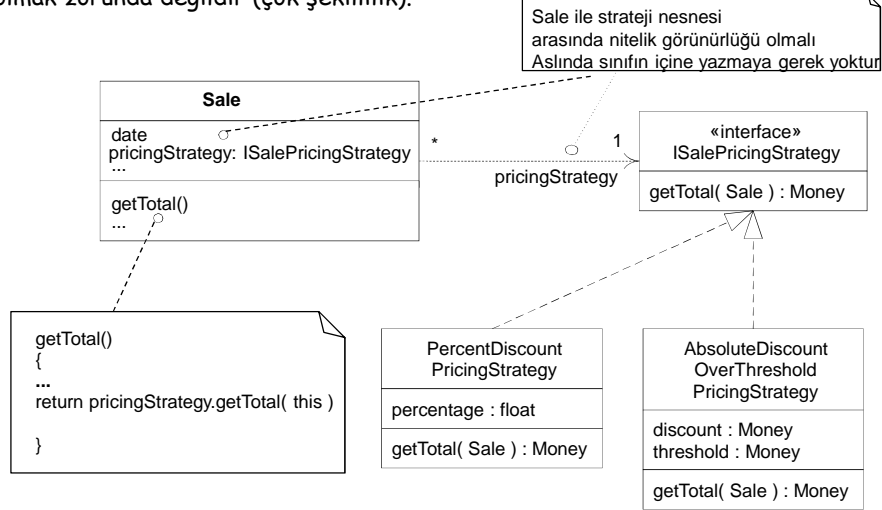 zorunda değildir (çok şekillilik).
Sale ile strateji nesnesi
arasında nitelik görünürlüğü olmalı
Aslında sınıfın içine yazmaya gerek yoktur
Sale
date
pricingStrategy: ISalePricingStrategy
...
getTotal()
...
*
1
pricingStrategy
«interface»
ISalePricingStrategy
getTotal( Sale ) : Money
getTotal()
{
...
return pricingStrategy.getTotal( this )
}
PercentDiscount
PricingStrategy
percentage : float
getTotal( Sale ) : Money
AbsoluteDiscount
OverThreshold
PricingStrategy
discount : Money
threshold : Money
getTotal( Sale ) : Money